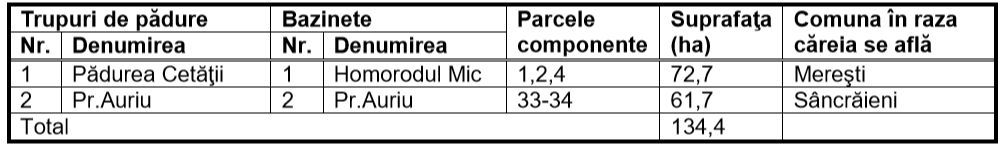 Trupuri de pădure Bazinete Parcele componente Suprafaţa (ha) Comuna în raza căreia se află
Nr. Denumirea Nr. Denumirea
1 Pădurea Cetăţii 1 Homorodul Mic 1,2,4 72,7 Mereşti
2 Pr.Auriu 2 Pr.Auriu 33-34 61,7 Sâncrăieni
Total 134,4